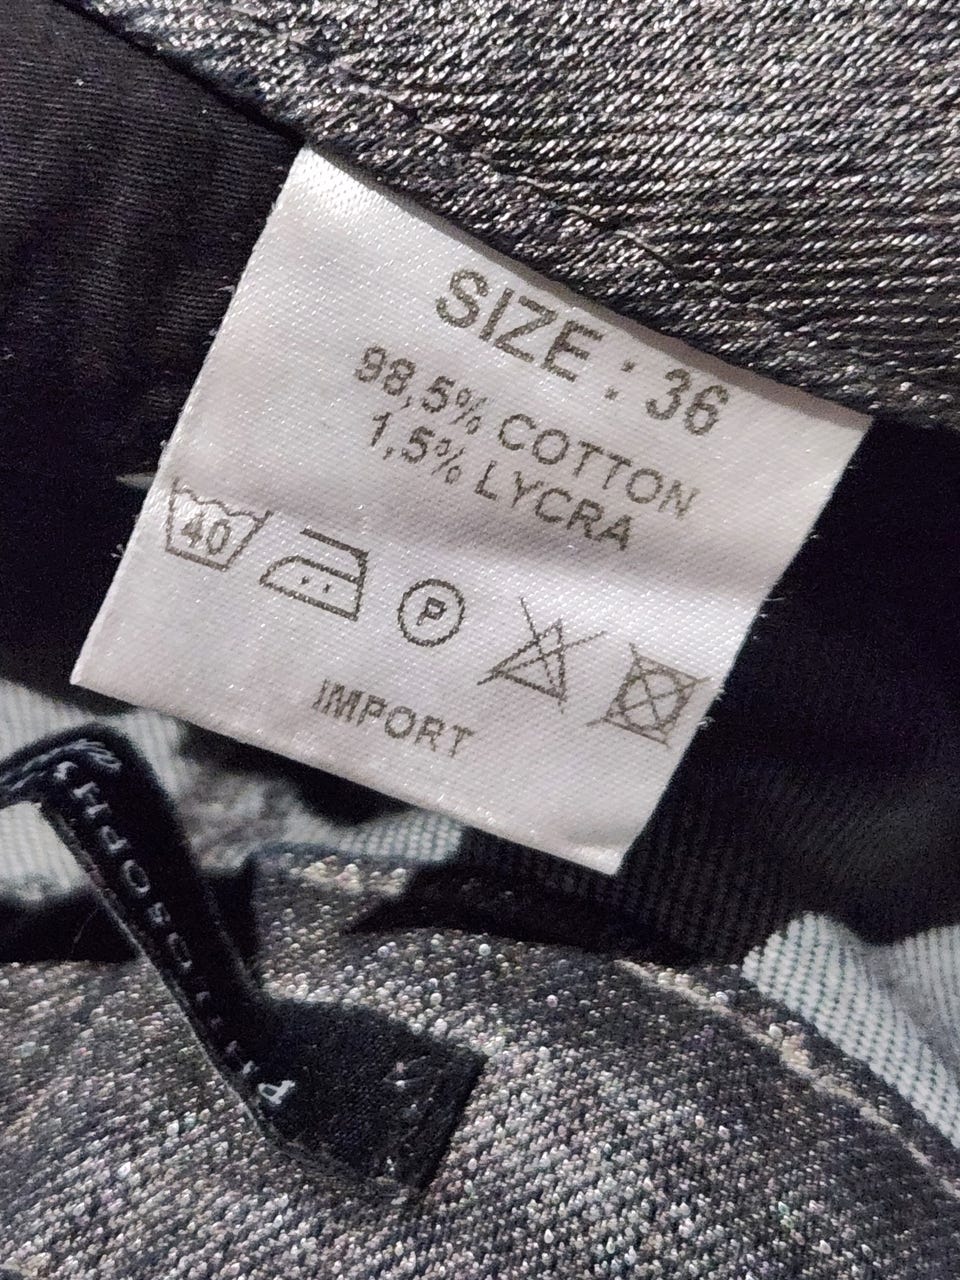 SIZE : 36
98,5% COTTON
1,5% LYCRA
40
P
IMPORT